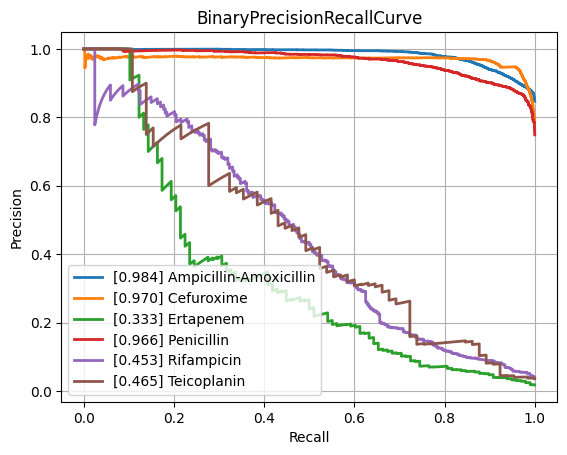 BinaryPrecisionRecallCurve
1.0
0.8
0.6
0.4
0.2
0.0
Precision
[0.984] Ampicillin-Amoxicillin
[0.970] Cefuroxime
[0.333] Ertapenem
[0.966] Penicillin
[0.453] Rifampicin
[0.465] Teicoplanin
0.0 0.2 0.4 0.6 0.8 1.0
Recall